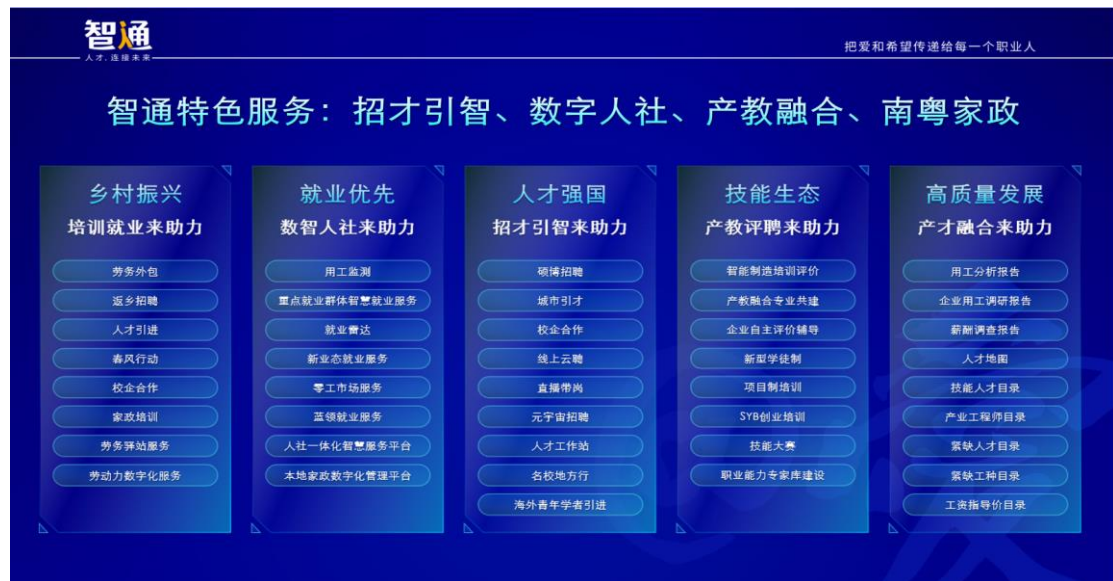 智通
人才,连接未来
把爱和希望传递给每一个职业人
智通特色服务：招才引智、数字人社、产教融合、南粤家政
乡村振兴
培训就业来助力
劳务外包
返乡招聘
人才引进
春风行动
校企合作
家政培训
劳务驿站服务
劳动力数字化服务
就业优先
数智人社来助力
用工监测
重点就业群体智慧就业服务
就业雷达
新业态就业服务
零工市场服务
蓝领就业服务
人社一体化智慧服务平台
本地家政数字化管理平台
人才强国
招才引智来助力
硕博招聘
城市引才
校企合作
线上云聘
直播带岗
元宇宙招聘
人才工作站
名校地方行
海外青年学者引进
技能生态
产教评聘来助力
智能制造培训评价
产教融合专业共建
企业自主评价辅导
新型学徒制
项目制培训
SYB创业培训
技能大赛
职业能力专家库建设
高质量发展
产才融合来助力
用工分析报告
企业用工调研报告
薪酬调查报告
人才地图
技能人才目录
产业工程师目录
紧缺人才目录
紧缺工种目录
工资指导价目录